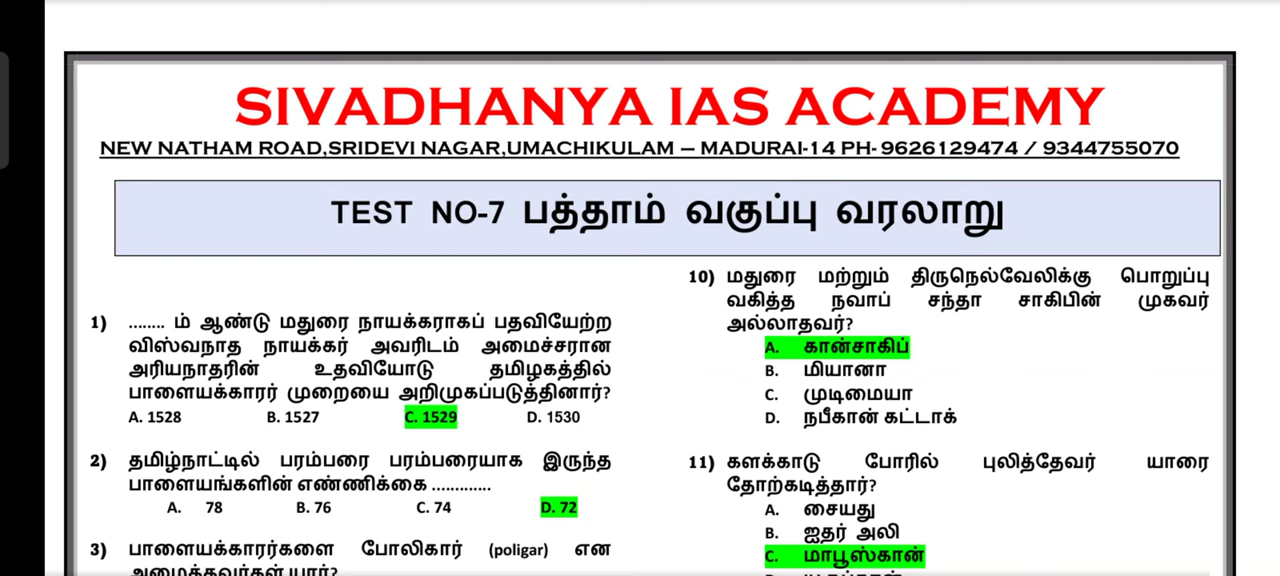 SIVADHANYA IAS ACADEMY
NEW NATHAM ROAD,SRIDEVI NAGAR,UMACHIKULAM – MADURAI-14 PH- 9626129474 / 9344755070
TEST NO-7 பத்தாம் வகுப்பு வரலாறு
1) ........ ம் ஆண்டு மதுரை நாயக்கராகப் பதவியேற்ற
விஸ்வநாத நாயக்கர் அவரிடம் அமைச்சரான
அரியநாதரின் உதவியோடு தமிழகத்தில்
பாளையக்காரர் முறையை அறிமுகப்படுத்தினார்?
A. 1528 B. 1527 C. 1529 D. 1530
2) தமிழ்நாட்டில் பரம்பரை பரம்பரையாக இருந்த
பாளையங்களின் எண்ணிக்கை .............
A. 78 B. 76 C. 74 D. 72
3) பாளையக்காரர்களை போலிகார் (poligar) என
அழைத்தவர்கள் யார்?
10) மதுரை மற்றும் திருநெல்வேலிக்கு பொறுப்பு
வகித்த நவாப் சந்தா சாகிபின் முகவர்
அல்லாதவர்?
A. கான்சாகிப்
B. மியானா
C. முடிமையா
D. நபீகான் கட்டாக்
11) களக்காடு போரில் புலித்தேவர் யாரை
தோற்கடித்தார்?
A. சையது
B. ஐதர் அலி
C. மாபூஸ்கான்